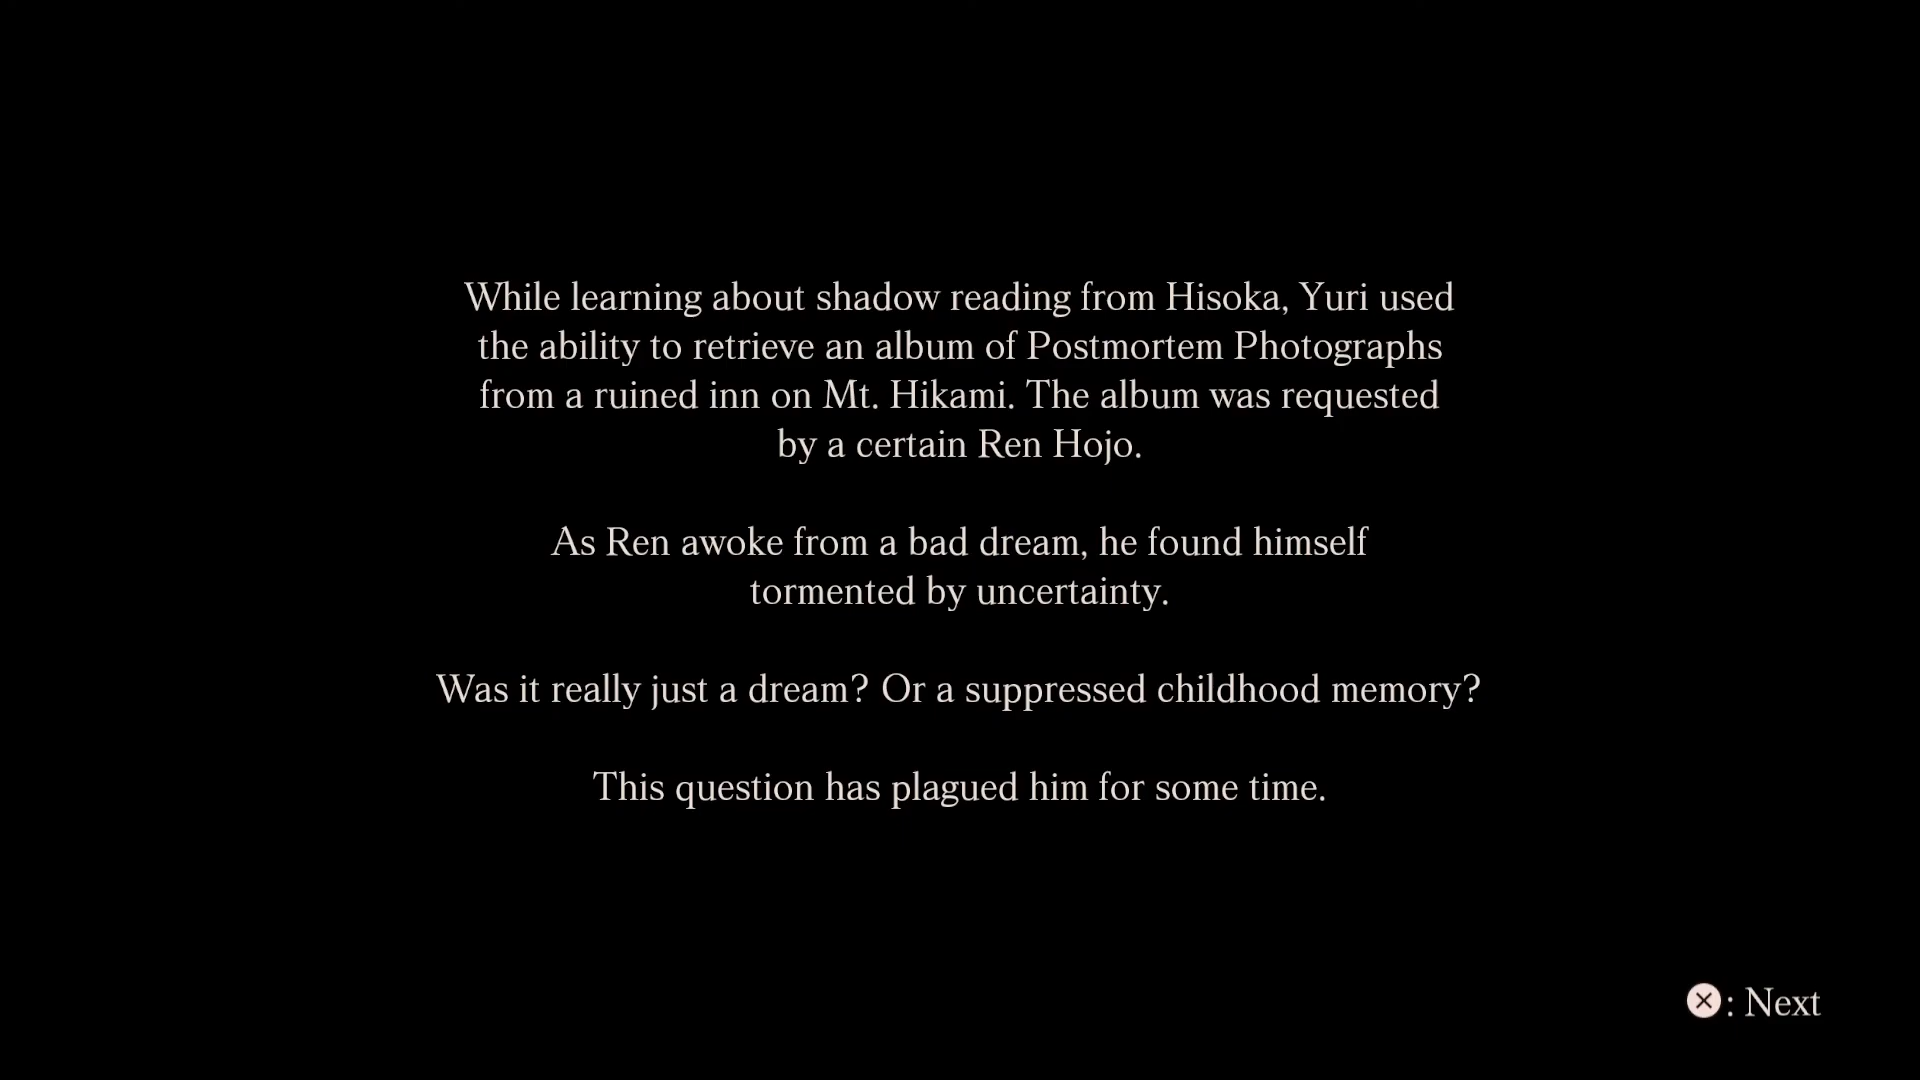 While learning about shadow reading from Hisoka, Yuri used
the ability to retrieve an album of Postmortem Photographs
from a ruined inn on Mt. Hikami. The album was requested
by a certain Ren Hojo.
As Ren awoke from a bad dream, he found himself
tormented by uncertainty.
Was it really just a dream? Or a suppressed childhood memory?
This question has plagued him for some time.
ⓧ: Next